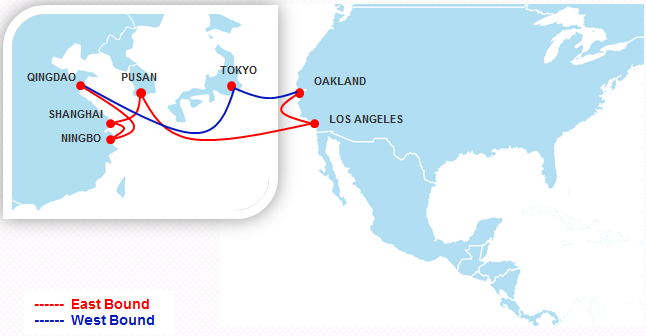 QINGDAO
PUSAN
TOKYO
OAKLAND
SHANGHAI
LOS ANGELES
NINGBO
------ East Bound
------ West Bound